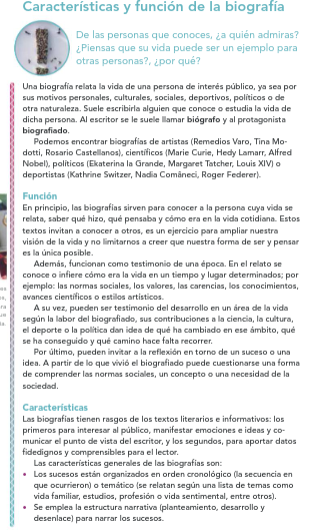 Características y función de la biografía
De las personas que conoces, ¿a quién admiras?
¿Piensas que su vida puede ser un ejemplo para
otras personas?, ¿por qué?
Una biografía relata la vida de una persona de interés público, ya sea por
sus motivos personales, culturales, sociales, deportivos, políticos o de
otra naturaleza. Suele escribirla alguien que conoce o estudia la vida de
dicha persona. Al escritor se le suele llamar biógrafo y al protagonista
biografiado.
Podemos encontrar biografías de artistas (Remedios Varo, Tina Mo-
dotti, Rosario Castellanos), científicos (Marie Curie, Hedy Lamarr, Alfred
Nobel), políticos (Ekaterina la Grande, Margaret Tatcher, Louis XIV) o
deportistas (Kathrine Switzer, Nadia Comâneci, Roger Federer).
Función
En principio, las biografías sirven para conocer a la persona cuya vida se
relata, saber qué hizo, qué pensaba y cómo era en la vida cotidiana. Estos
textos invitan a conocer a otros, es un ejercicio para ampliar nuestra
visión de la vida y no limitarnos a creer que nuestra forma de ser y pensar
es la única posible.
Además, funcionan como testimonio de una época. En el relato se
conoce o infiere cómo era la vida en un tiempo y lugar determinados; por
ejemplo: las normas sociales, los valores, las carencias, los conocimientos,
avances científicos o estilos artísticos.
A su vez, pueden ser testimonio del desarrollo en un área de la vida
según la labor del biografiado, sus contribuciones a la ciencia, la cultura,
el deporte o la política dan idea de qué ha cambiado en ese ámbito, qué
se ha conseguido y qué camino hace falta recorrer.
Por último, pueden invitar a la reflexión en torno de un suceso o una
idea. A partir de lo que vivió el biografiado puede cuestionarse una forma
de comprender las normas sociales, un concepto o una necesidad de la
sociedad.
Características
Las biografías tienen rasgos de los textos literarios e informativos: los
primeros para interesar al público, manifestar emociones e ideas y co-
municar el punto de vista del escritor, y los segundos, para aportar datos
fidedignos y comprensibles para el lector.
Las características generales de las biografías son:
• Los sucesos están organizados en orden cronológico (la secuencia en
que ocurrieron) o temático (se relatan según una lista de temas como
vida familiar, estudios, profesión o vida sentimental, entre otros).
• Se emplea la estructura narrativa (planteamiento, desarrollo y
desenlace) para narrar los sucesos.